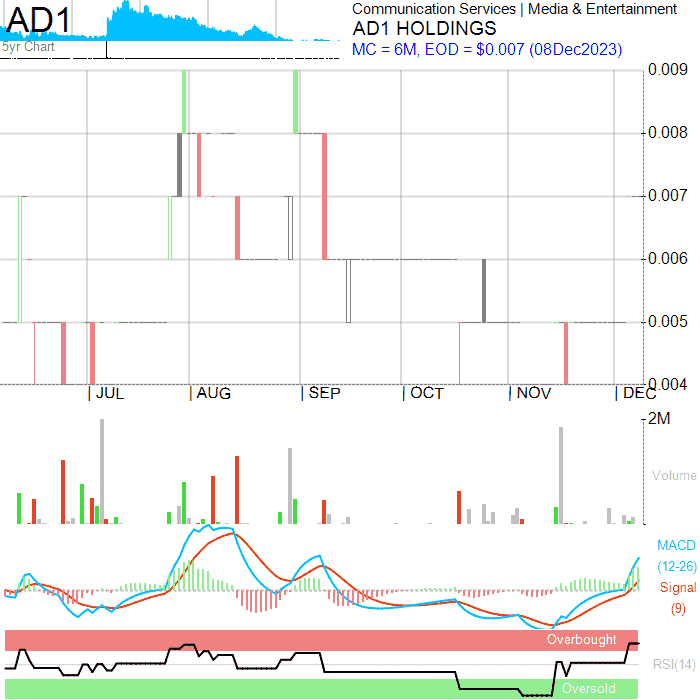 AD1
5yr Chart
Communication Services | Media & Entertainment
AD1 HOLDINGS
MC = 6M, EOD = $0.007 (08Dec2023)
0.009
0.008
0.007
0.006
0.005
0.004
JUL
AUG
SEP
OCT
NOV
DEC
2M
Volume
MACD
(12-26)
Signal
(9)
Overbought
RSI(14)
Oversold